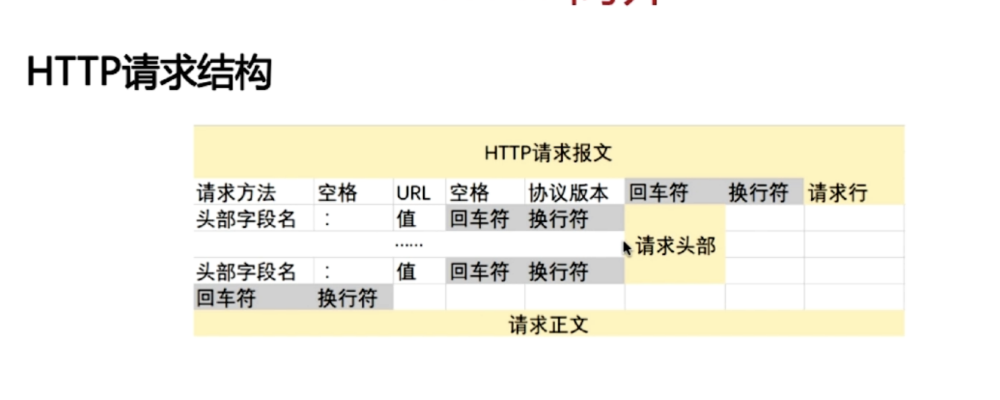 HTTP请求结构
HTTP请求报文
请求方法 空格 URL 空格 协议版本 回车符 换行符 请求行
头部字段名 : 值 回车符 换行符
...... 请求头部
头部字段名 : 值 回车符 换行符
回车符 换行符
请求正文